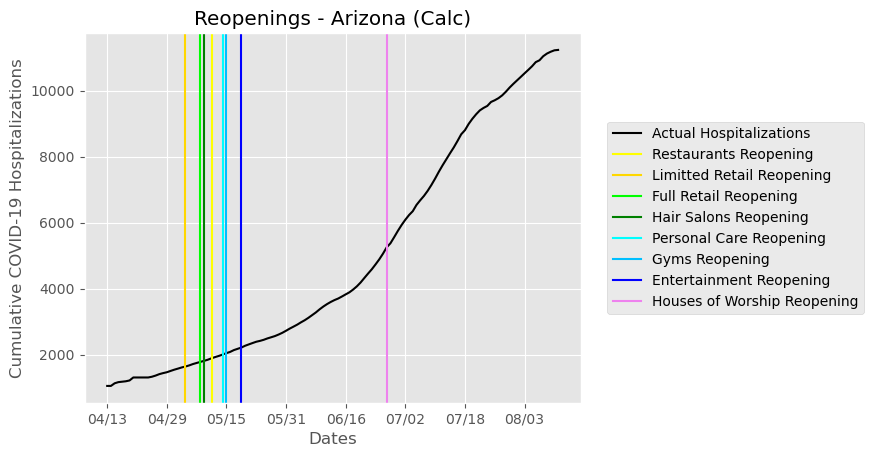 Reopenings - Arizona (Calc)
Cumulative COVID-19 Hospitalizations
10000
8000
6000
4000
2000
04/13
04/29
05/15
05/31
06/16
07/02
07/18
08/03
Dates
Actual Hospitalizations
Restaurants Reopening
Limitted Retail Reopening
Full Retail Reopening
Hair Salons Reopening
Personal Care Reopening
Gyms Reopening
Entertainment Reopening
Houses of Worship Reopening